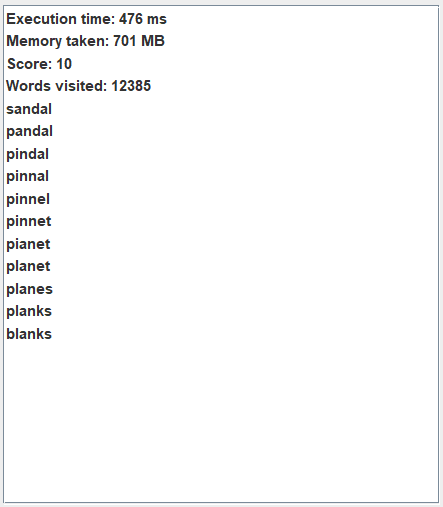 Execution time: 476 ms
Memory taken: 701 MB
Score: 10
Words visited: 12385
sandal
pandal
pindal
pinnal
pinnel
pinnet
pianet
planet
planes
planks
blanks